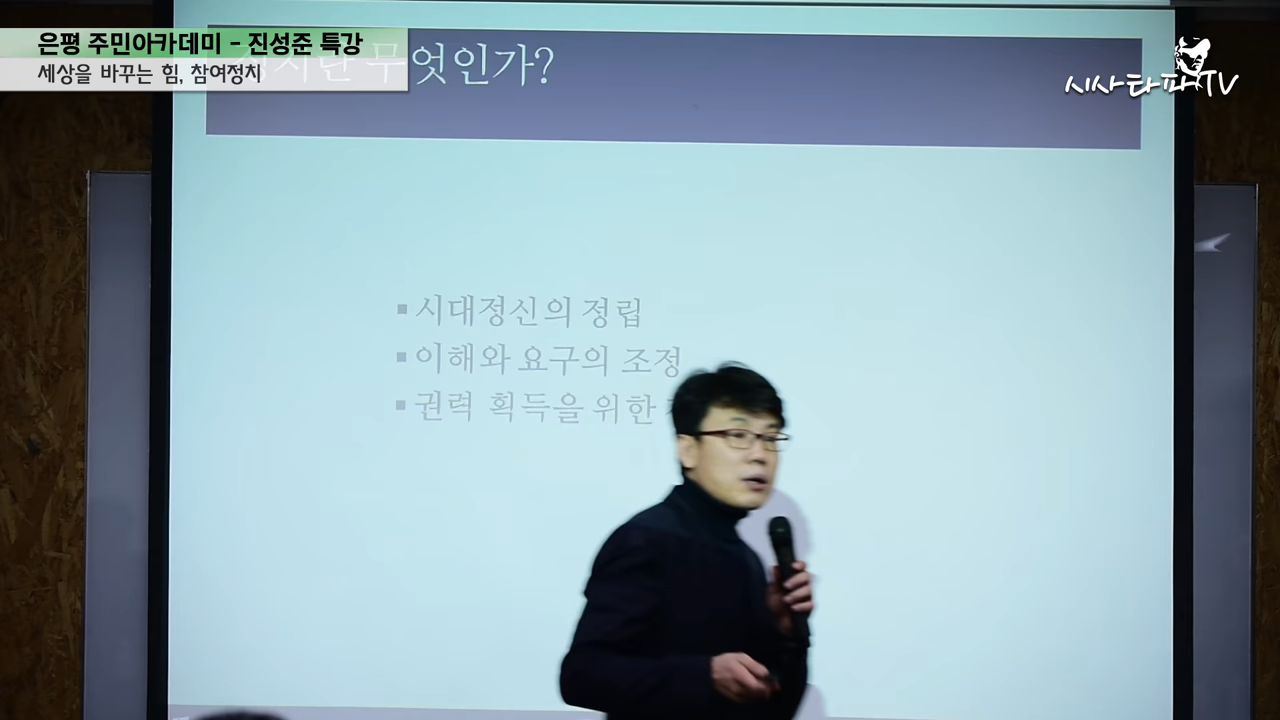 은평 주민아카데미 - 진성준 특강
세상을 바꾸는 힘, 참여정치
시사타파TV
무엇인가?
▪시대정신의 정립
▪이해와 요구의 조정
▪권력 획득을 위한